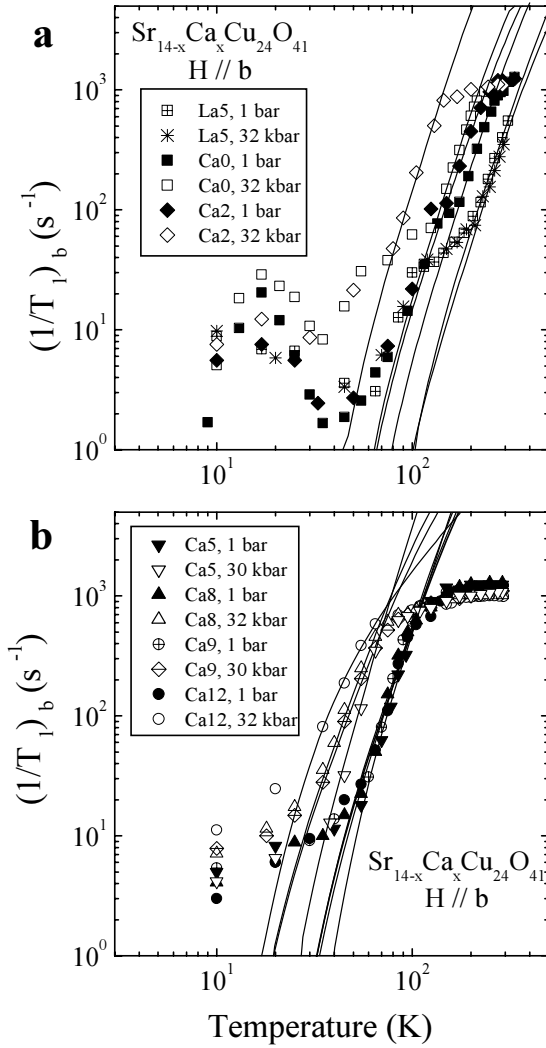 a
Sr14-xCaxCu24O41
H // b
La5, 1 bar
La5, 32 kbar
Ca0, 1 bar
Ca0, 32 kbar
Ca2, 1 bar
Ca2, 32 kbar
10^3
10^2
10^1
10^0
(1/T1)b (s^-1)
10^1
10^2
b
Ca5, 1 bar
Ca5, 30 kbar
Ca8, 1 bar
Ca8, 32 kbar
Ca9, 1 bar
Ca9, 30 kbar
Ca12, 1 bar
Ca12, 32 kbar
Sr14-xCaxCu24O41
H // b
10^3
10^2
10^1
10^0
(1/T1)b (s^-1)
10^1
10^2
Temperature (K)